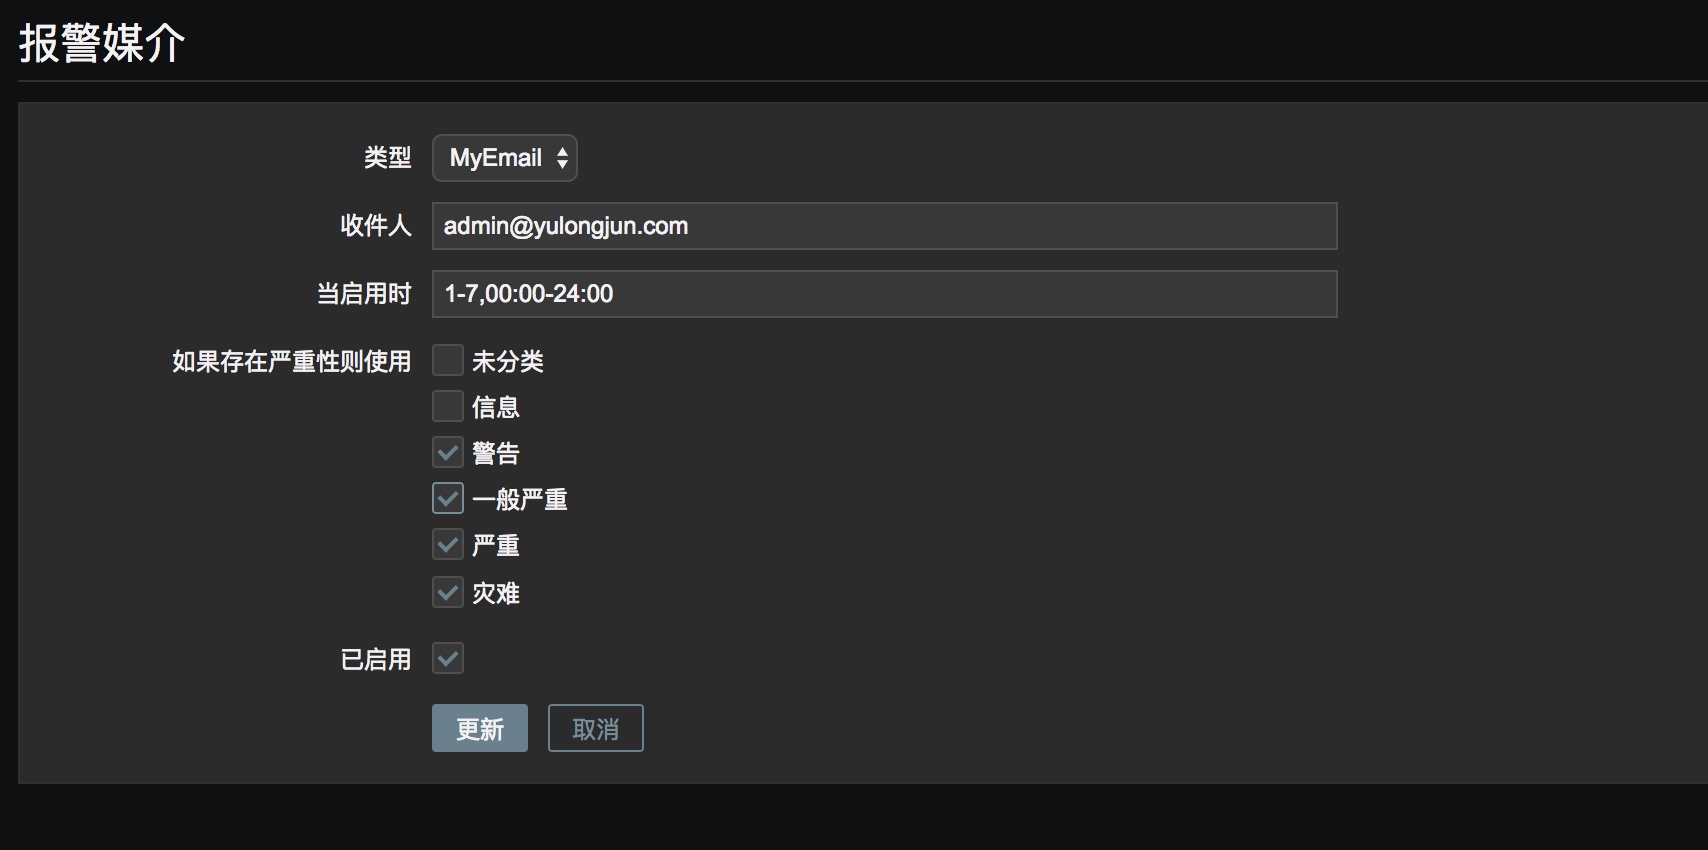 报警媒介
类型 MyEmail
收件人 admin@yulongjun.com
当启用时 1-7,00:00-24:00
如果存在严重性则使用 未分类
信息
警告
一般严重
严重
灾难
已启用
更新 取消